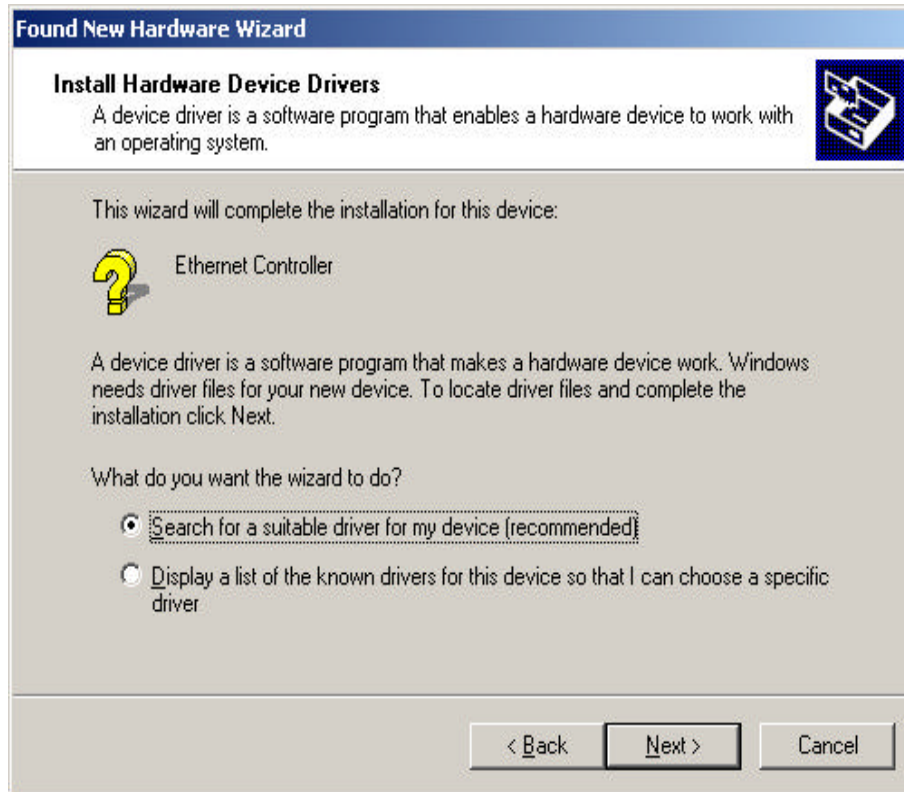 Found New Hardware Wizard
Install Hardware Device Drivers
A device driver is a software program that enables a hardware device to work with
an operating system.
This wizard will complete the installation for this device:
Ethernet Controller
A device driver is a software program that makes a hardware device work. Windows
needs driver files for your new device. To locate driver files and complete the
installation click Next.
What do you want the wizard to do?
Search for a suitable driver for my device (recommended)
Display a list of the known drivers for this device so that I can choose a specific
driver
< Back Next > Cancel